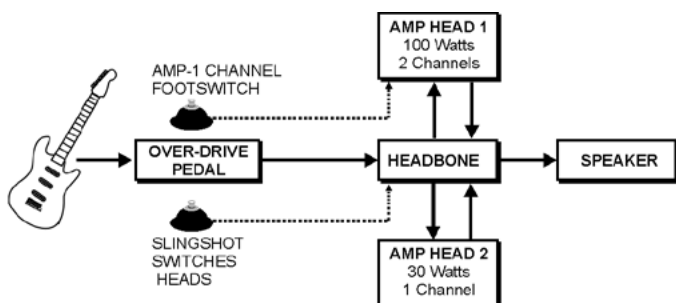 AMP HEAD 1
100 Watts
2 Channels
AMP-1 CHANNEL
FOOTSWITCH
OVER-DRIVE
PEDAL
HEADBONE
SPEAKER
SLINGSHOT
SWITCHES
HEADS
AMP HEAD 2
30 Watts
1 Channel